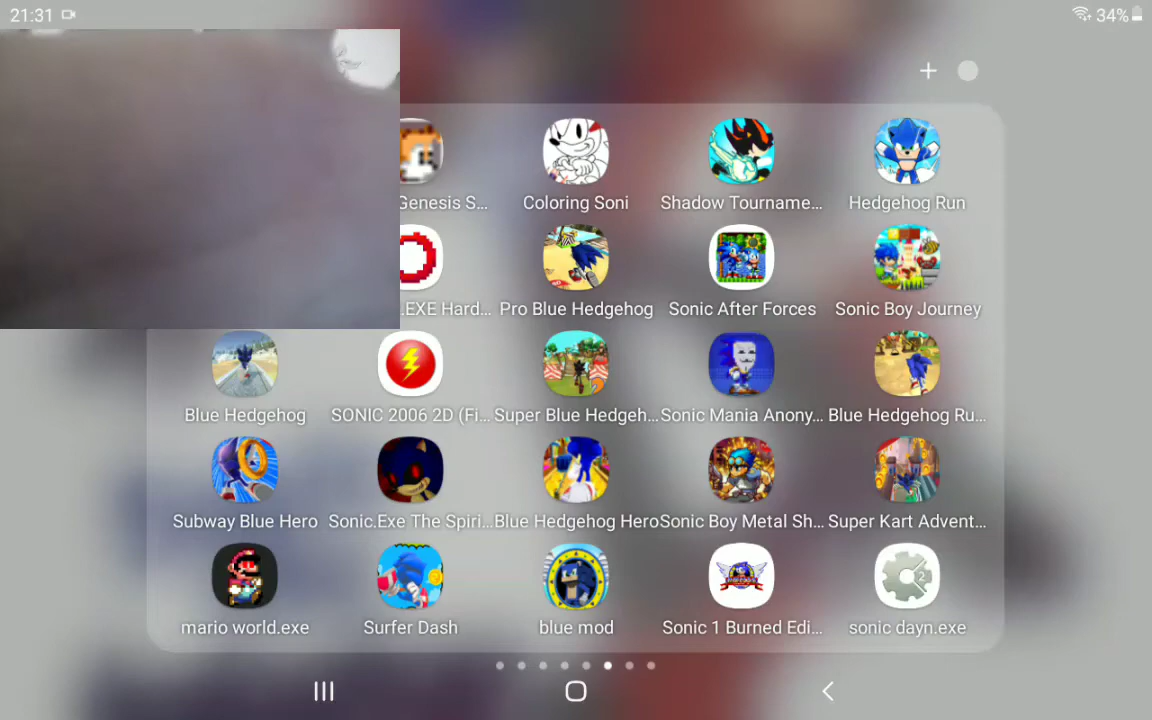 21:31 34%
Genesis S... Coloring Soni Shadow Tourname... Hedgehog Run
.EXE Hard... Pro Blue Hedgehog Sonic After Forces Sonic Boy Journey
Blue Hedgehog SONIC 2006 2D (Fi... Super Blue Hedgeh... Sonic Mania Anony... Blue Hedgehog Ru...
Subway Blue Hero Sonic.Exe The Spiri... Blue Hedgehog Hero Sonic Boy Metal Sh... Super Kart Advent...
2
mario world.exe Surfer Dash blue mod Sonic 1 Burned Edi... sonic dayn.exe